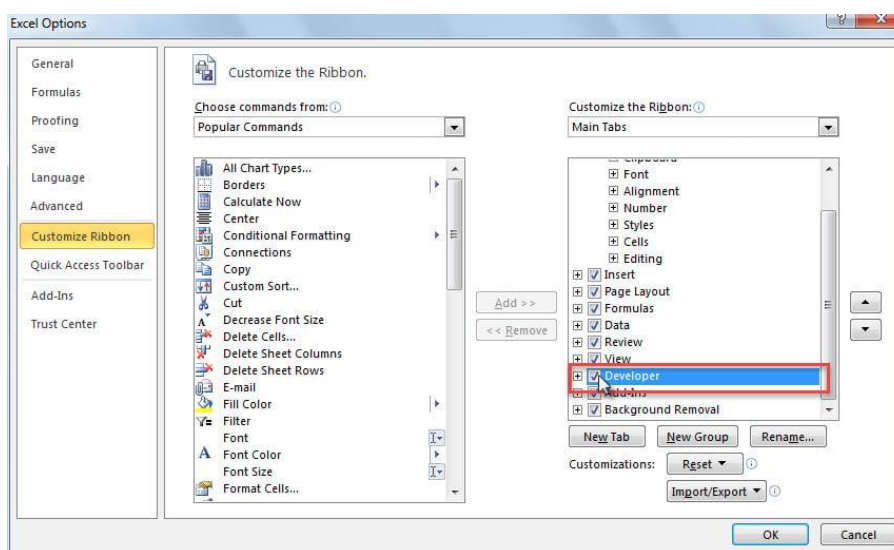 Excel Options
General
Formulas
Proofing
Save
Language
Advanced
Customize Ribbon
Quick Access Toolbar
Add-Ins
Trust Center
Customize the Ribbon.
Choose commands from:
Popular Commands
All Chart Types...
Borders
Calculate Now
Center
Conditional Formatting
Connections
Copy
Custom Sort...
Cut
Decrease Font Size
Delete Cells...
Delete Sheet Columns
Delete Sheet Rows
E-mail
Fill Color
Filter
Font
Font Color
Font Size
Format Cells...
Add >>
<< Remove
Customize the Ribbon:
Main Tabs
Clipboard
Font
Alignment
Number
Styles
Cells
Editing
Insert
Page Layout
Formulas
Data
Review
View
Developer
Add-Ins
Background Removal
New Tab
New Group
Rename...
Customizations:
Reset
Import/Export
OK
Cancel